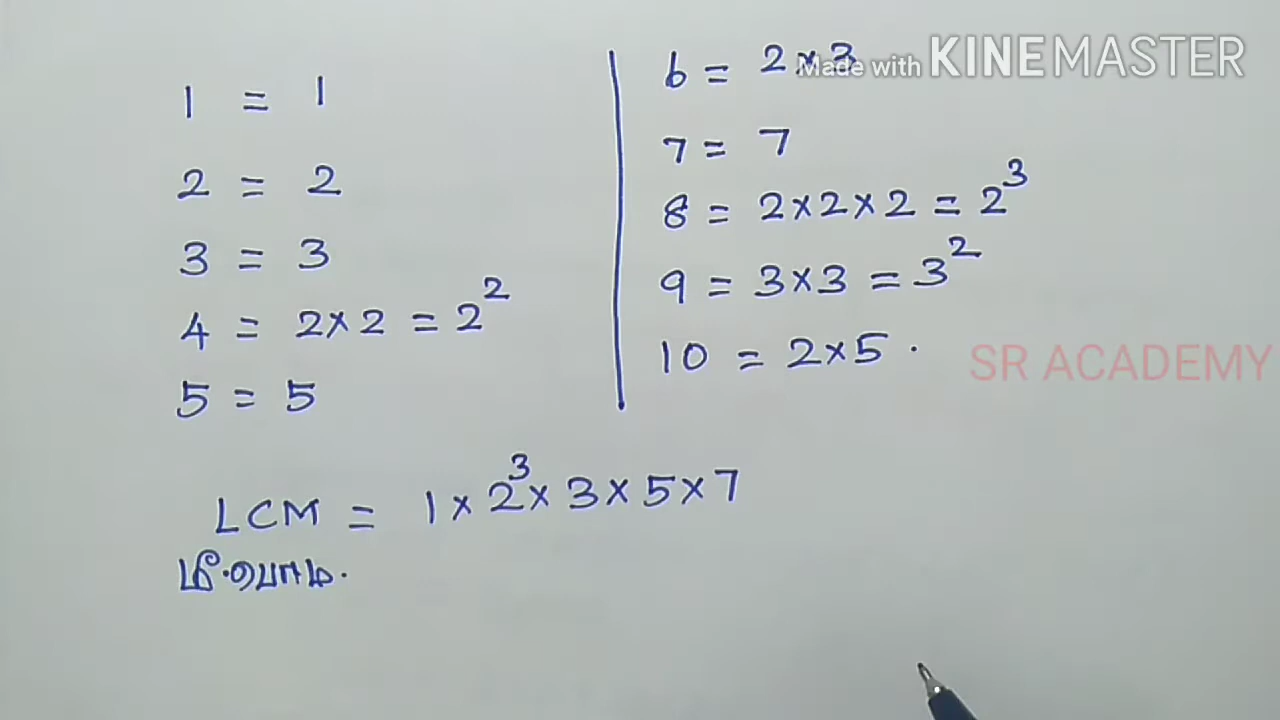 Made with KINEMASTER
1 = 1
2 = 2
3 = 3
4 = 2×2 = 2²
5 = 5
6 = 2×3
7 = 7
8 = 2×2×2 = 2³
9 = 3×3 = 3²
10 = 2×5.
SR ACADEMY
LCM = 1×2³×3×5×7
மீ.பொ.ம.